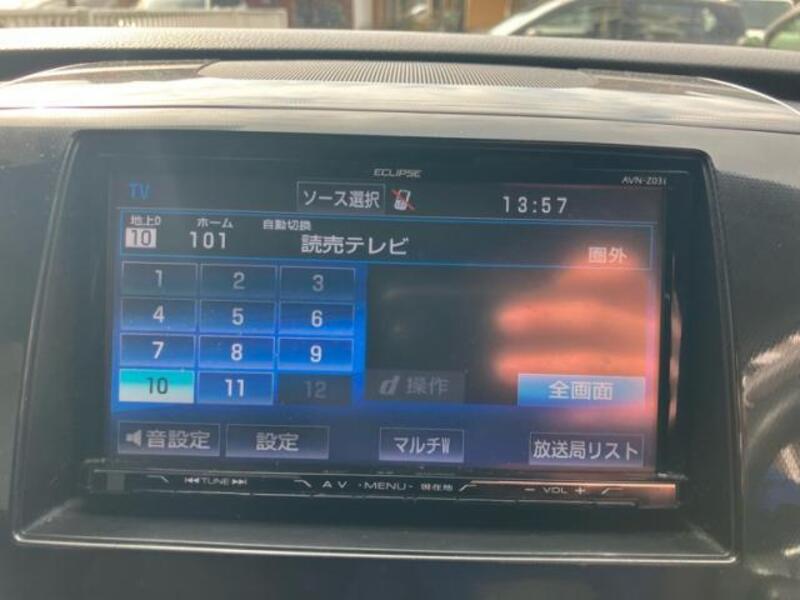 ECLIPSE
AVN-Z03i
TV
ソース選択
13:57
地上D
ホーム
自動切換
10
101
読売テレビ
圏外
1 2 3
4 5 6
7 8 9
10 11 12
d 操作
全画面
音設定
設定
マルチW
放送局リスト
TUNE
AV
MENU
現在地
− VOL +